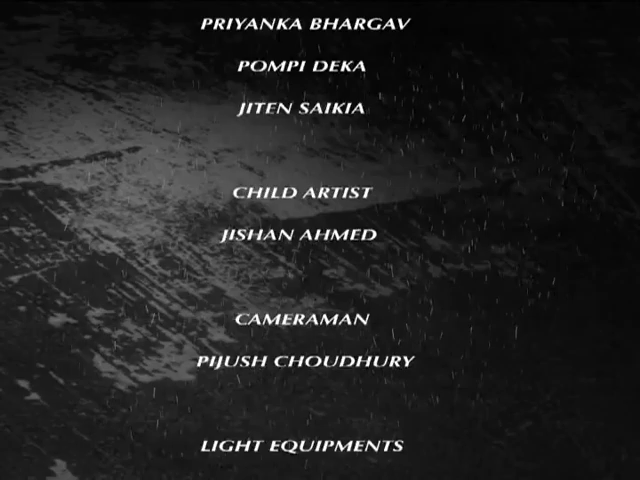 PRIYANKA BHARGAV
POMPI DEKA
JITEN SAIKIA
CHILD ARTIST
JISHAN AHMED
CAMERAMAN
PIJUSH CHOUDHURY
LIGHT EQUIPMENTS